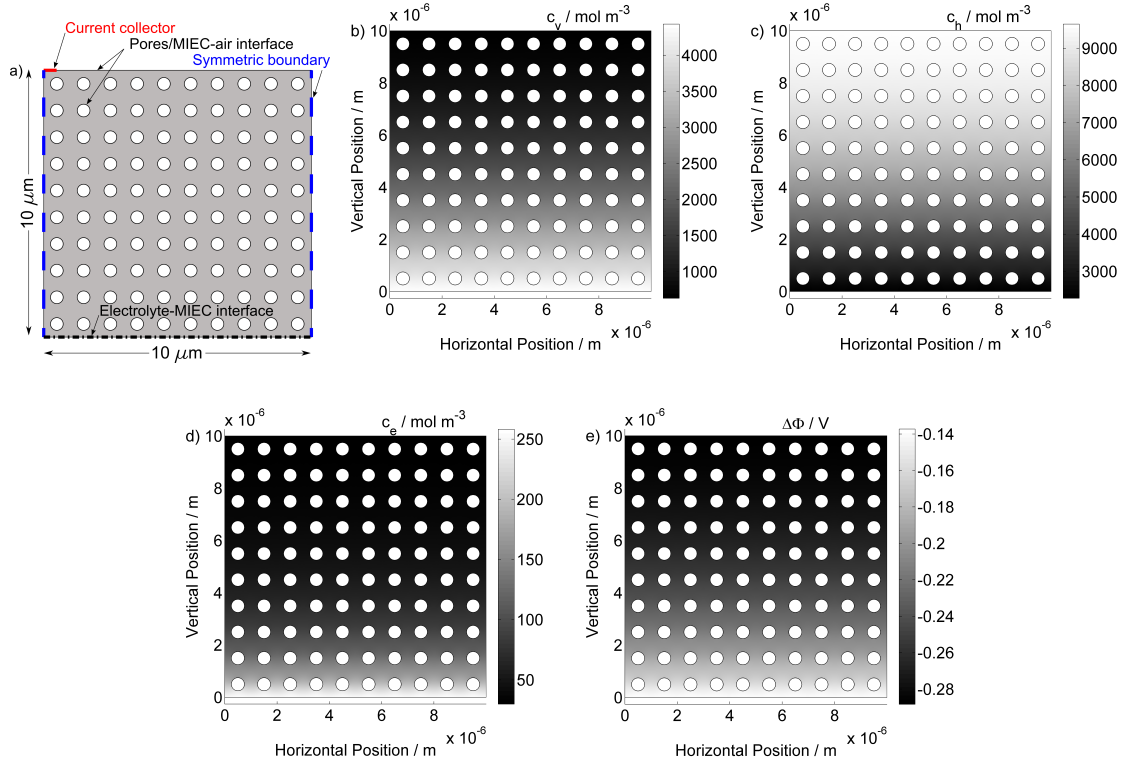 Current collector
Pores/MIEC-air interface
Symmetric boundary
a)
10 μm
Electrolyte-MIEC interface
10 μm
x 10⁻⁶
c_v / mol m⁻³
b)
10
8
6
4
2
0
Vertical Position / m
0 2 4 6 8
x 10⁻⁶
Horizontal Position / m
4000
3500
3000
2500
2000
1500
1000
x 10⁻⁶
c_h / mol m⁻³
c)
10
8
6
4
2
0
Vertical Position / m
0 2 4 6 8
x 10⁻⁶
Horizontal Position / m
9000
8000
7000
6000
5000
4000
3000
x 10⁻⁶
c_e / mol m⁻³
d)
10
8
6
4
2
0
Vertical Position / m
0 2 4 6 8
x 10⁻⁶
Horizontal Position / m
250
200
150
100
50
x 10⁻⁶
ΔΦ / V
e)
10
8
6
4
2
0
Vertical Position / m
0 2 4 6 8
x 10⁻⁶
Horizontal Position / m
-0.14
-0.16
-0.18
-0.2
-0.22
-0.24
-0.26
-0.28